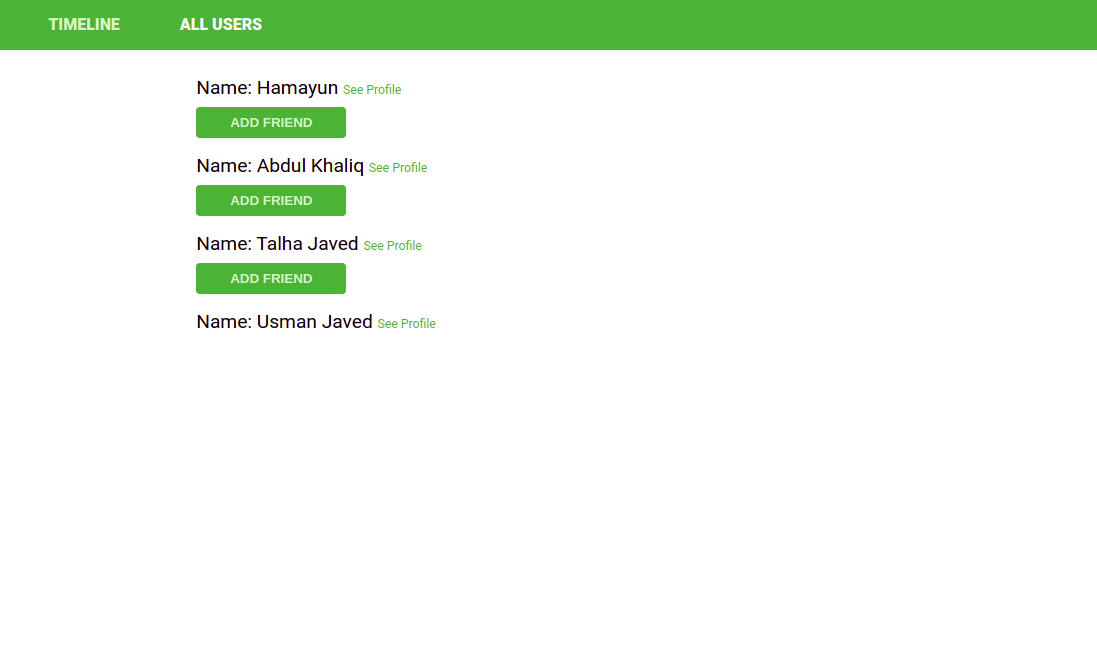 TIMELINE ALL USERS
Name: Hamayun See Profile
ADD FRIEND
Name: Abdul Khaliq See Profile
ADD FRIEND
Name: Talha Javed See Profile
ADD FRIEND
Name: Usman Javed See Profile